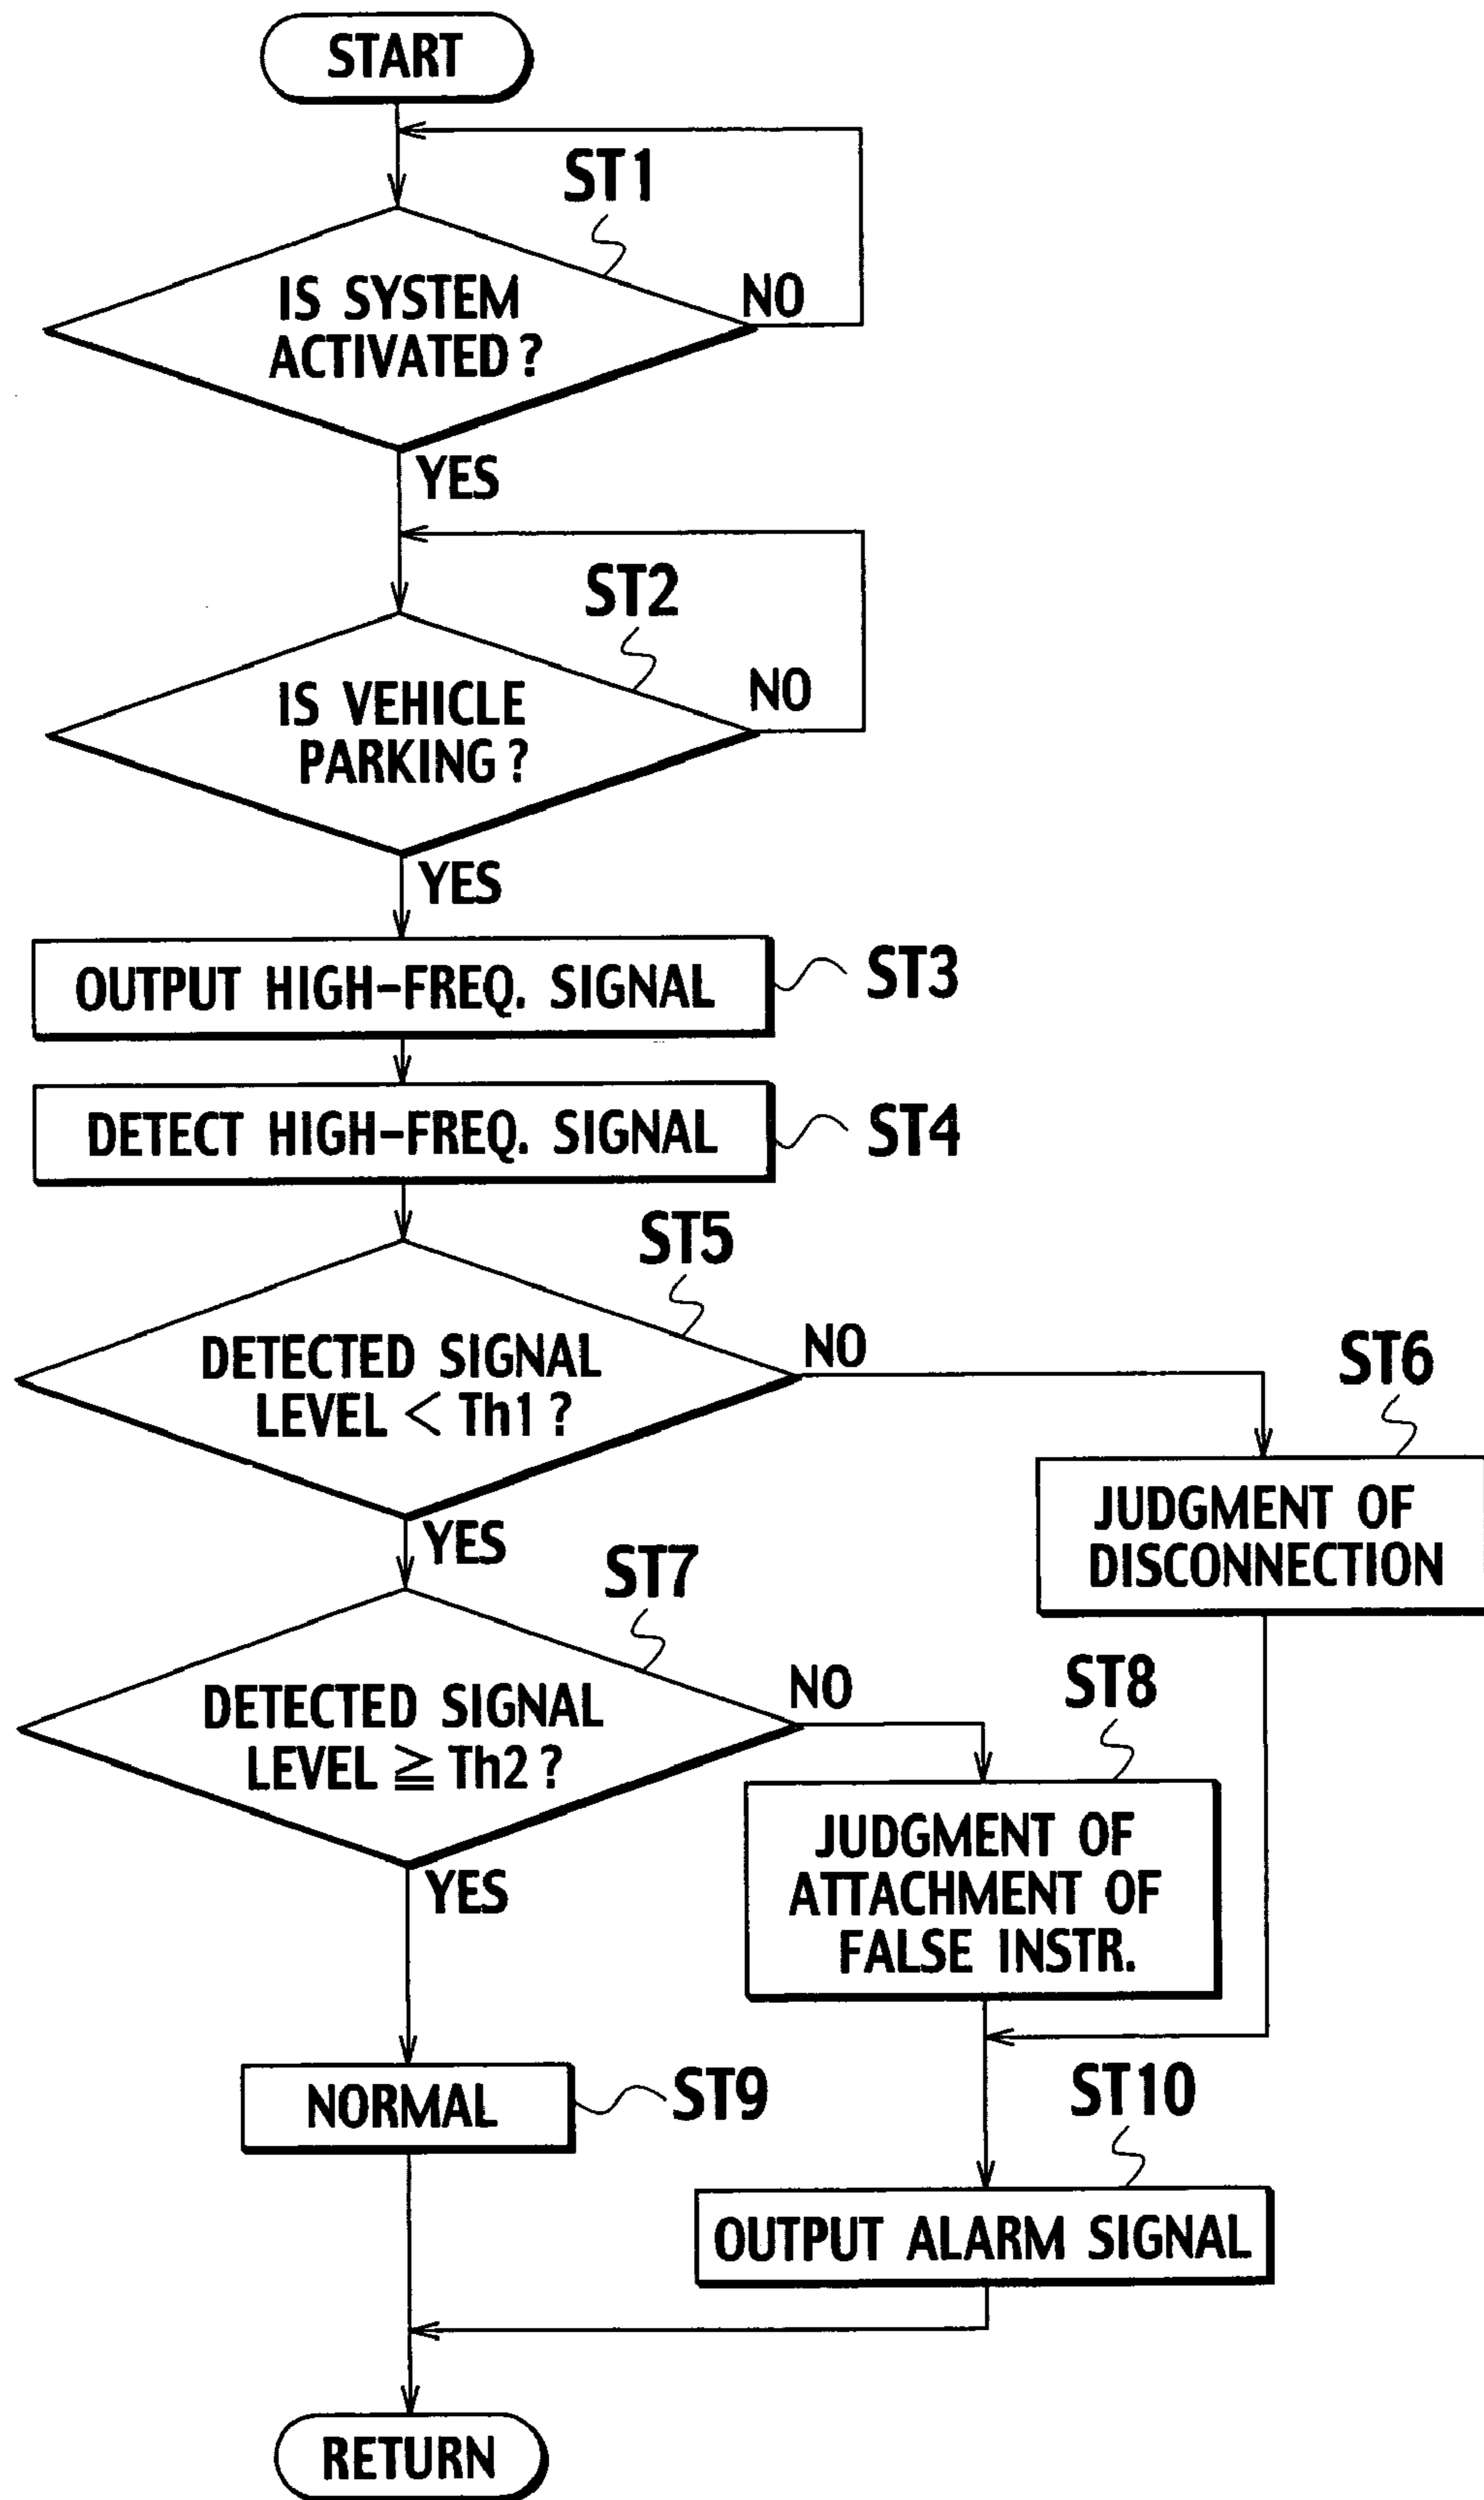 START
ST1
IS SYSTEM
ACTIVATED?
NO
YES
ST2
IS VEHICLE
PARKING?
NO
YES
OUTPUT HIGH-FREQ. SIGNAL
ST3
DETECT HIGH-FREQ. SIGNAL
ST4
ST5
DETECTED SIGNAL
LEVEL < Th1?
NO
YES
ST6
JUDGMENT OF
DISCONNECTION
ST7
DETECTED SIGNAL
LEVEL ≧ Th2?
NO
YES
ST8
JUDGMENT OF
ATTACHMENT OF
FALSE INSTR.
NORMAL
ST9
ST10
OUTPUT ALARM SIGNAL
RETURN